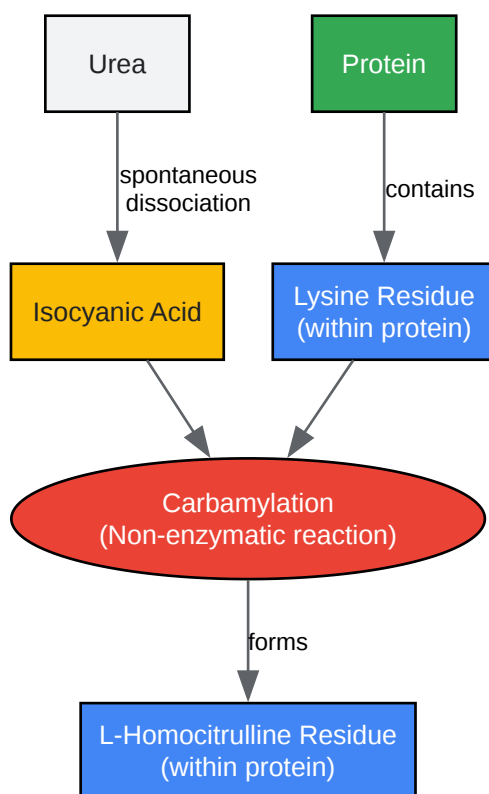 Urea
Protein
spontaneous
dissociation
contains
Isocyanic Acid
Lysine Residue
(within protein)
Carbamylation
(Non-enzymatic reaction)
forms
L-Homocitrulline Residue
(within protein)